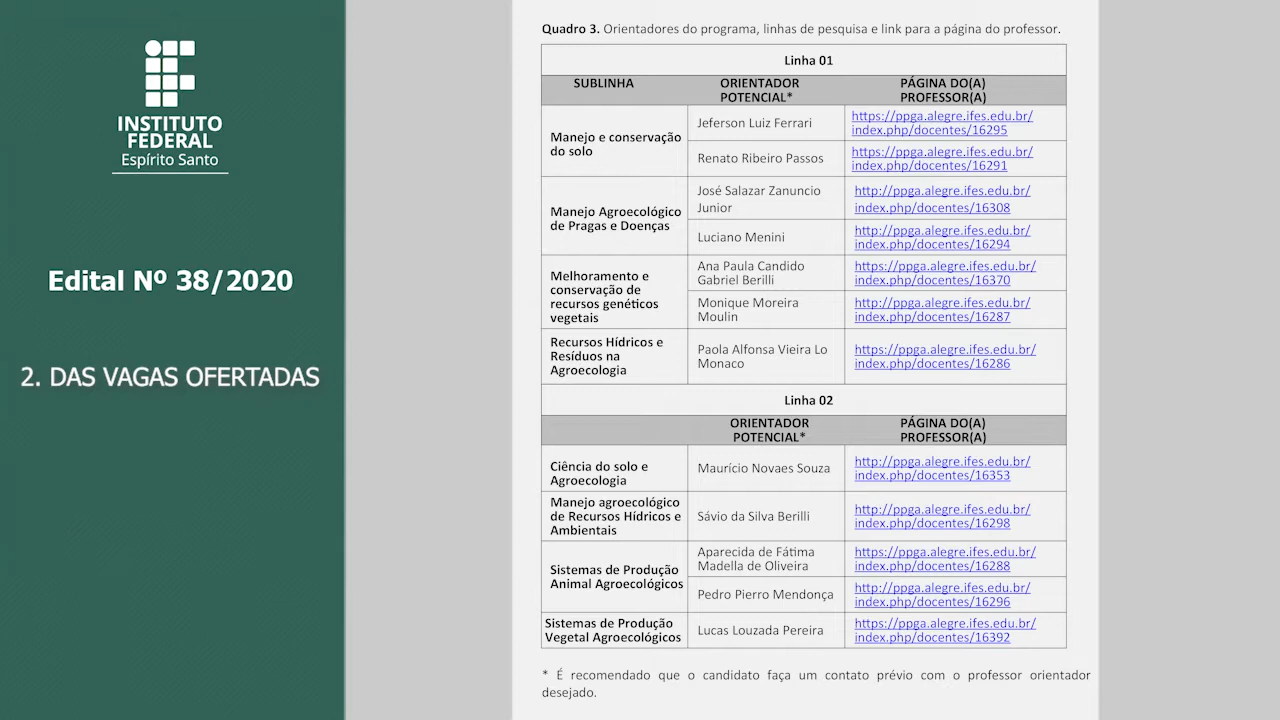 INSTITUTO
FEDERAL
Espírito Santo
Edital Nº 38/2020
2. DAS VAGAS OFERTADAS
Quadro 3. Orientadores do programa, linhas de pesquisa e link para a página do professor.
Linha 01
SUBLINHA
ORIENTADOR
POTENCIAL*
PÁGINA DO(A)
PROFESSOR(A)
Manejo e conservação
do solo
Jeferson Luiz Ferrari
https://ppga.alegre.ifes.edu.br/
index.php/docentes/16295
Renato Ribeiro Passos
https://ppga.alegre.ifes.edu.br/
index.php/docentes/16291
Manejo Agroecológico
de Pragas e Doenças
José Salazar Zanuncio
Junior
http://ppga.alegre.ifes.edu.br/
index.php/docentes/16308
Luciano Menini
http://ppga.alegre.ifes.edu.br/
index.php/docentes/16294
Melhoramento e
conservação de
recursos genéticos
vegetais
Ana Paula Candido
Gabriel Berilli
https://ppga.alegre.ifes.edu.br/
index.php/docentes/16370
Monique Moreira
Moulin
https://ppga.alegre.ifes.edu.br/
index.php/docentes/16287
Recursos Hídricos e
Resíduos na
Agroecologia
Paola Alfonsa Vieira Lo
Monaco
https://ppga.alegre.ifes.edu.br/
index.php/docentes/16286
Linha 02
ORIENTADOR
POTENCIAL*
PÁGINA DO(A)
PROFESSOR(A)
Ciência do solo e
Agroecologia
Maurício Novaes Souza
http://ppga.alegre.ifes.edu.br/
index.php/docentes/16353
Manejo agroecológico
de Recursos Hídricos e
Ambientais
Sávio da Silva Berilli
http://ppga.alegre.ifes.edu.br/
index.php/docentes/16298
Sistemas de Produção
Animal Agroecológicos
Aparecida de Fátima
Madella de Oliveira
https://ppga.alegre.ifes.edu.br/
index.php/docentes/16288
Pedro Pierro Mendonça
http://ppga.alegre.ifes.edu.br/
index.php/docentes/16296
Sistemas de Produção
Vegetal Agroecológicos
Lucas Louzada Pereira
https://ppga.alegre.ifes.edu.br/
index.php/docentes/16392
* É recomendado que o candidato faça um contato prévio com o professor orientador
desejado.